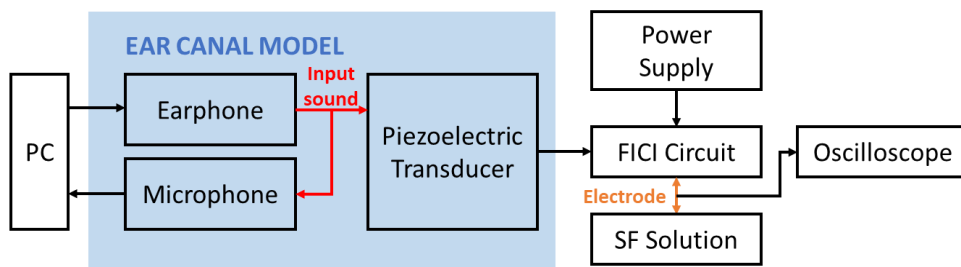 EAR CANAL MODEL
PC
Earphone
Microphone
Input
sound
Piezoelectric
Transducer
Power
Supply
FICI Circuit
Oscilloscope
Electrode
SF Solution